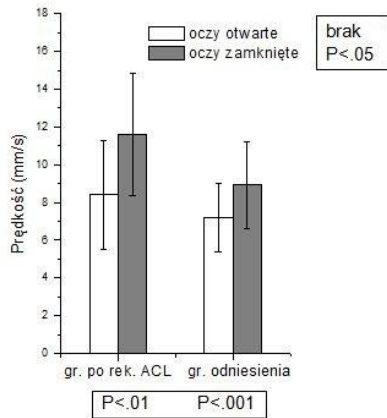 18
16
14
12
10
8
6
4
2
0
Prędkość (mm/s)
oczy otwarte
oczy zamknięte
brak
P<.05
gr. po rek. ACL gr. odniesienia
P<.01 P<.001